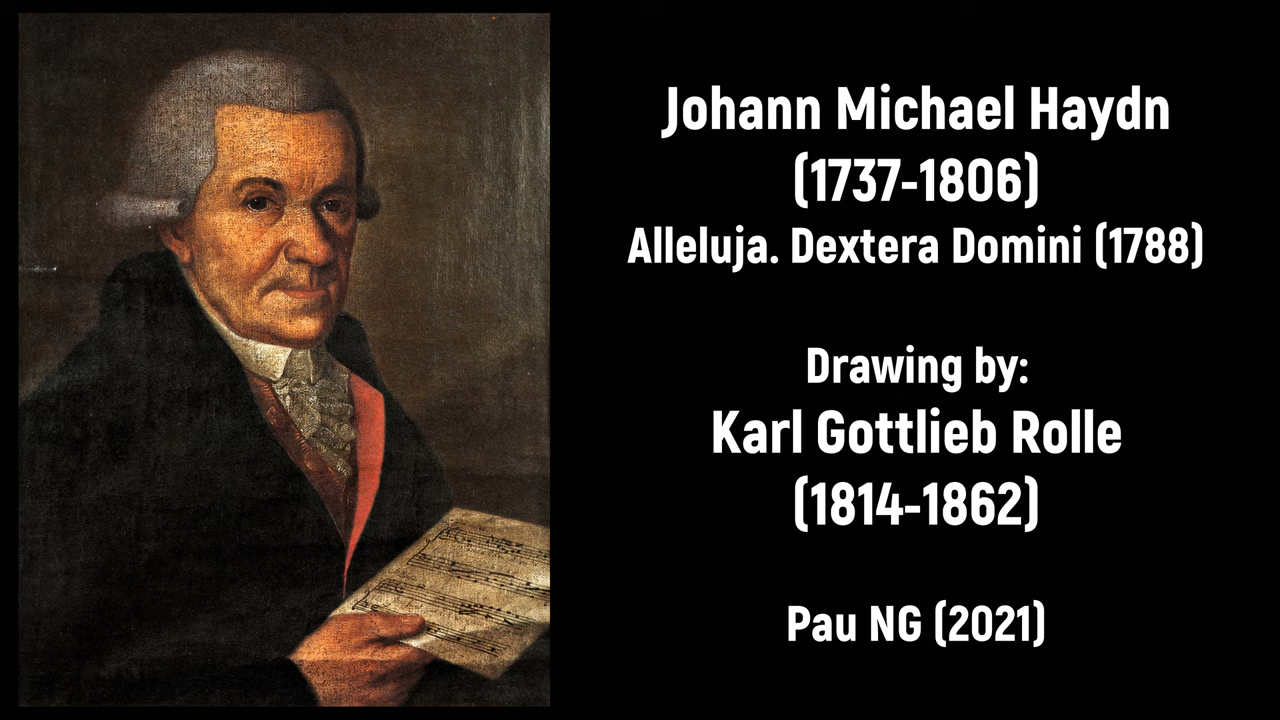 Johann Michael Haydn
(1737-1806)
Alleluja. Dextera Domini (1788)
Drawing by:
Karl Gottlieb Rolle
(1814-1862)
Pau NG (2021)